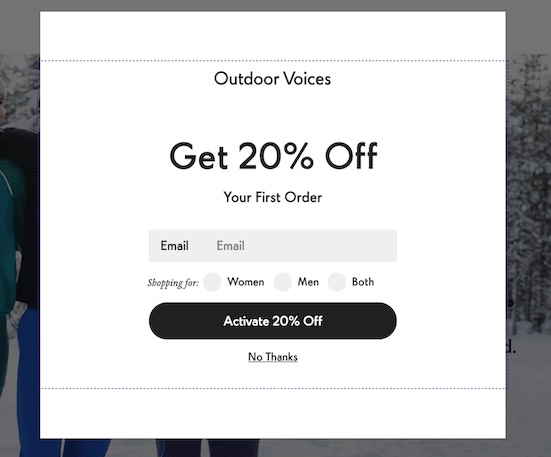 Outdoor Voices
Get 20% Off
Your First Order
Email Email
Shopping for: Women Men Both
Activate 20% Off
No Thanks
d.